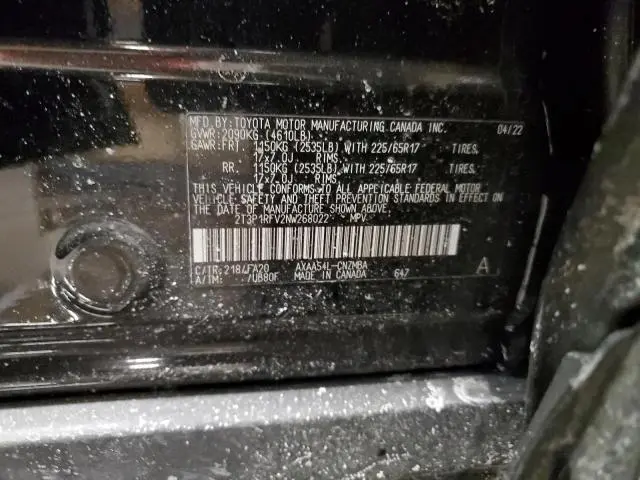 MFD.BY:TOYOTA MOTOR MANUFACTURING CANADA INC. 04/22
GVWR:2090KG (4610LB)
GAWR:FRT. 1150KG (2535LB) WITH 225/65R17 TIRES,
17x7.0J RIMS,
RR. 1150KG (2535LB) WITH 225/65R17 TIRES,
17x7.0J RIMS,
THIS VEHICLE CONFORMS TO ALL APPLICABLE FEDERAL MOTOR
VEHICLE SAFETY AND THEFT PREVENTION STANDARDS IN EFFECT ON
THE DATE OF MANUFACTURE SHOWN ABOVE.
2T3P1RFV2NW268022 MPV
C/TR:218/FA20 AXAA54L-CNZMBA 647 A
A/TM: /UB80F MADE IN CANADA